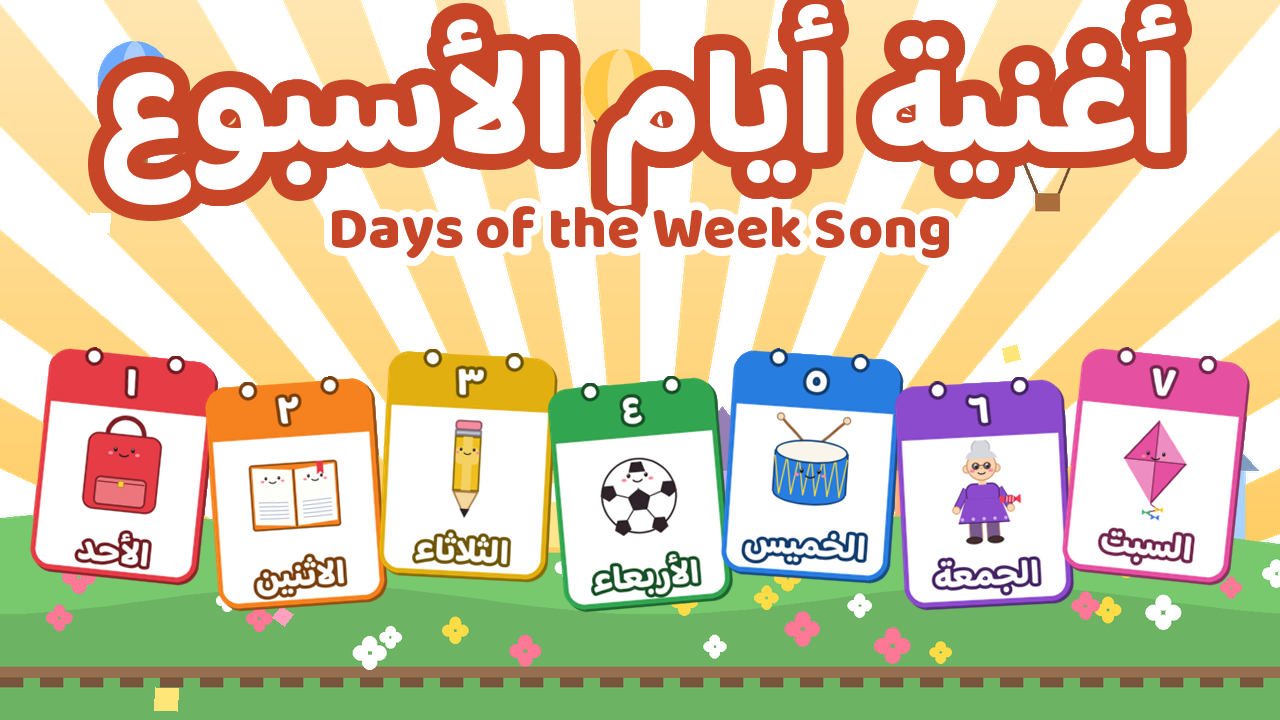 أغنية أيام الأسبوع
Days of the Week Song
١
الأحد
٢
الاثنين
٣
الثلاثاء
٤
الأربعاء
٥
الخميس
٦
الجمعة
٧
السبت